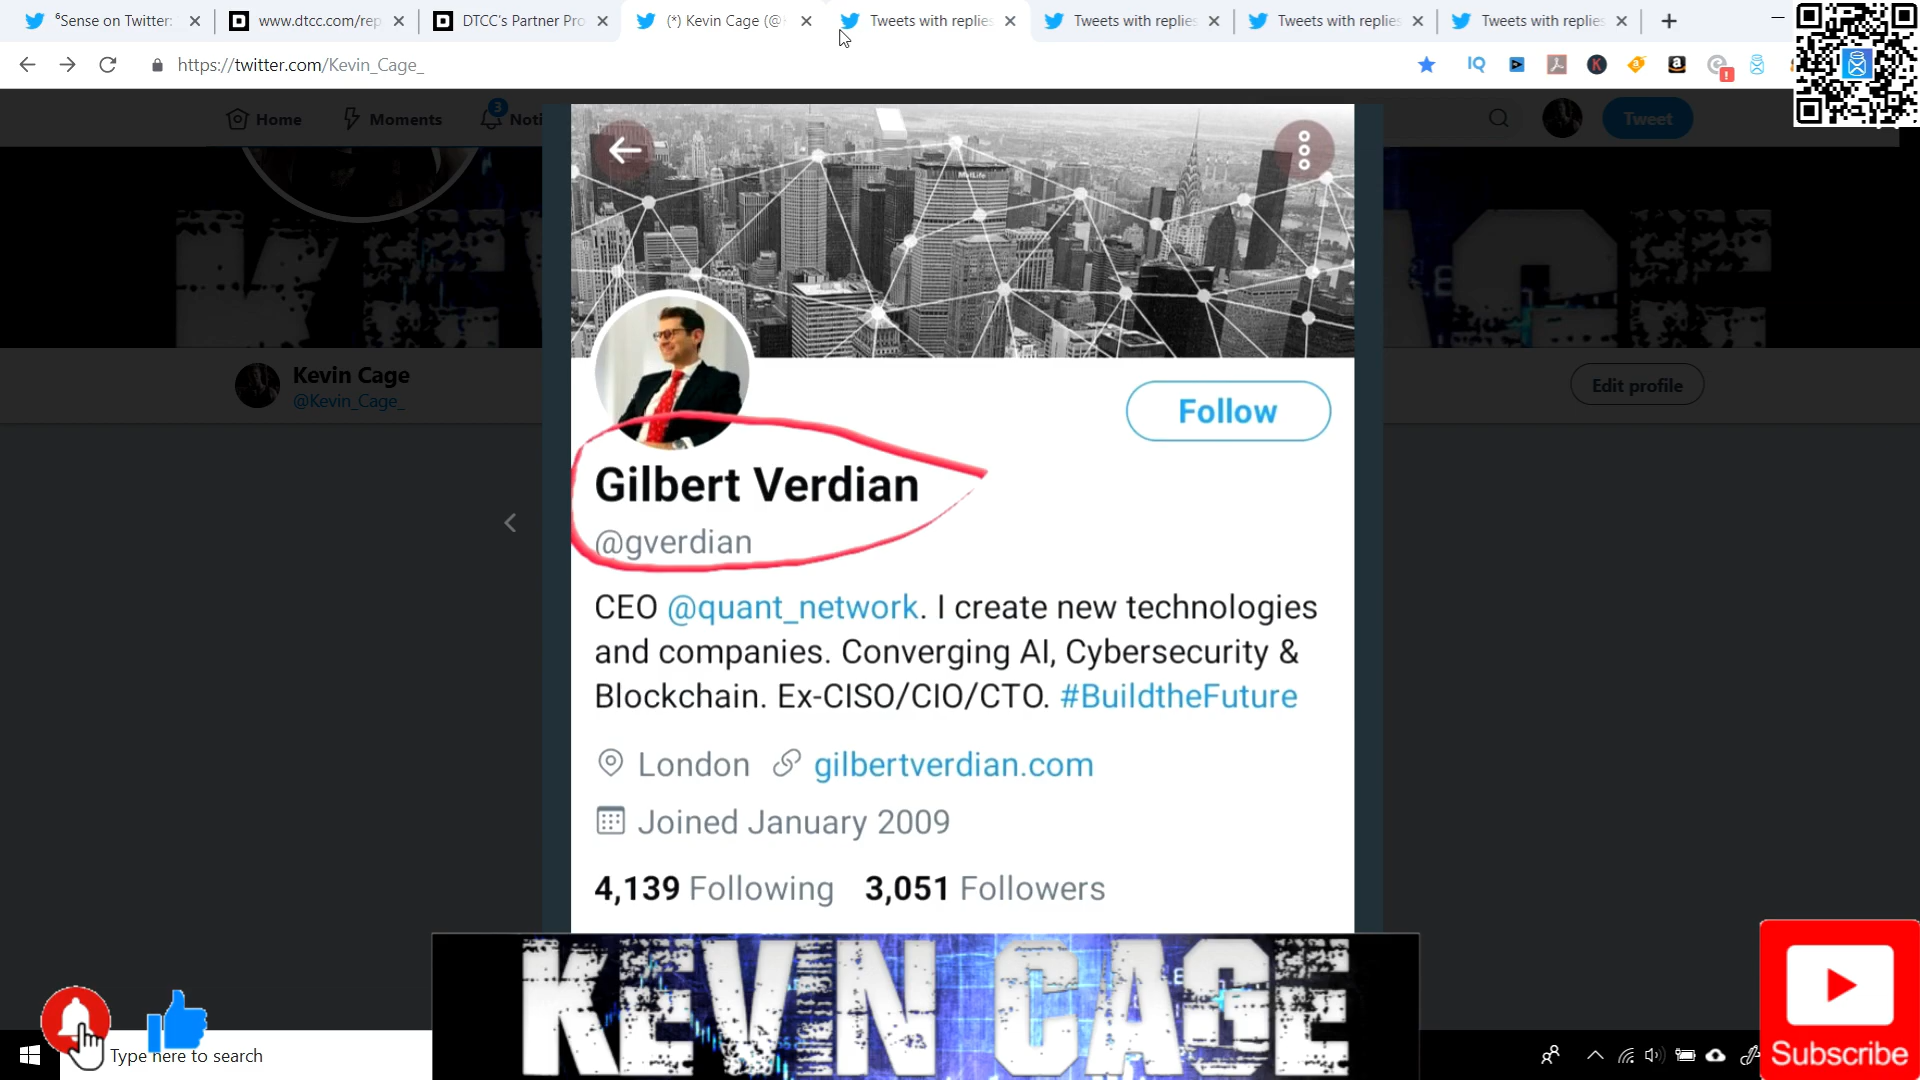 ⁶Sense on Twitter:
www.dtcc.com/rep
DTCC's Partner Pro
(*) Kevin Cage (@
Tweets with replies
Tweets with replies
Tweets with replies
Tweets with replies
https://twitter.com/Kevin_Cage_
IQ
Home
Moments
3
Noti
Tweet
MetLife
Kevin Cage
@Kevin_Cage_
Edit profile
Follow
Gilbert Verdian
@gverdian
CEO @quant_network. I create new technologies
and companies. Converging AI, Cybersecurity &
Blockchain. Ex-CISO/CIO/CTO. #BuildtheFuture
London gilbertverdian.com
Joined January 2009
4,139 Following 3,051 Followers
KEVIN CAGE
Type here to search
Subscribe